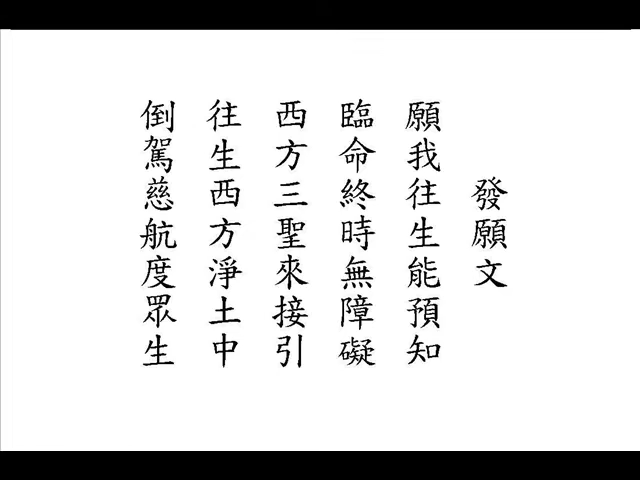 發願文
願我往生能預知
臨命終時無障礙
西方三聖來接引
往生西方淨土中
倒駕慈航度眾生